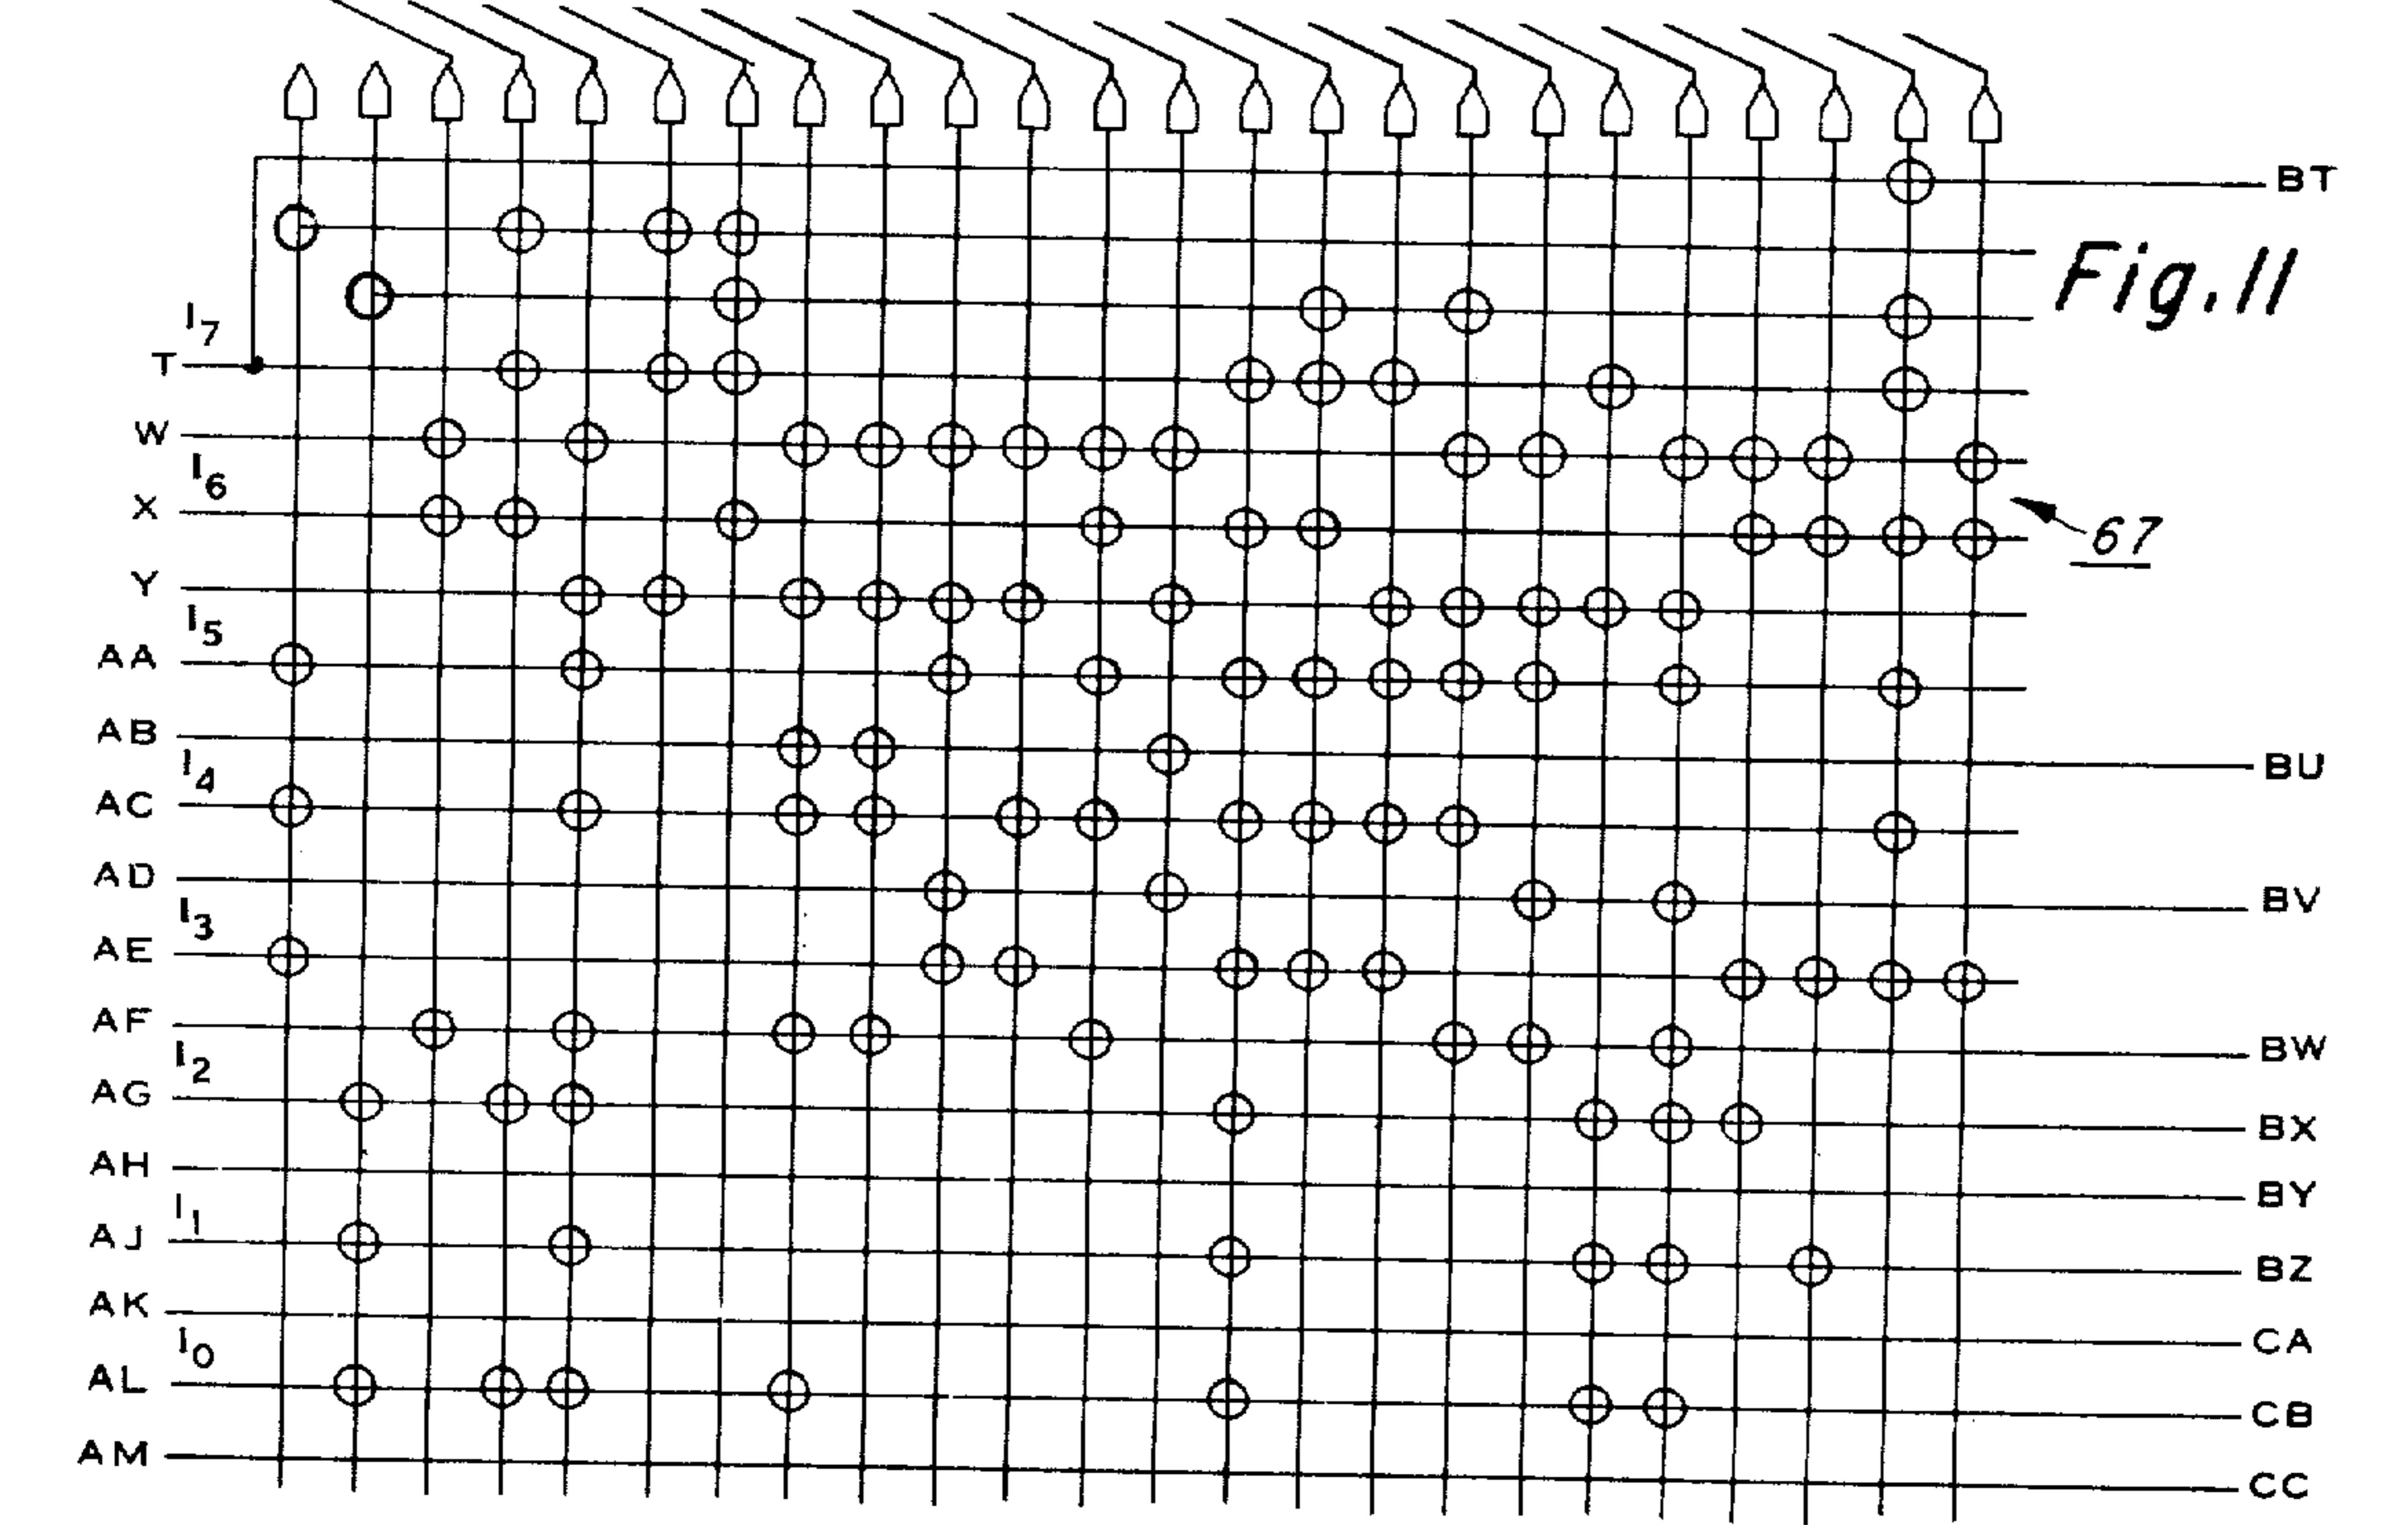 BT
Fig.11
I7
T
W
I6
X
67
Y
I5
AA
AB
BU
I4
AC
AD
BV
I3
AE
AF
BW
I2
AG
BX
AH
BY
I1
AJ
BZ
AK
CA
I0
AL
CB
AM
CC